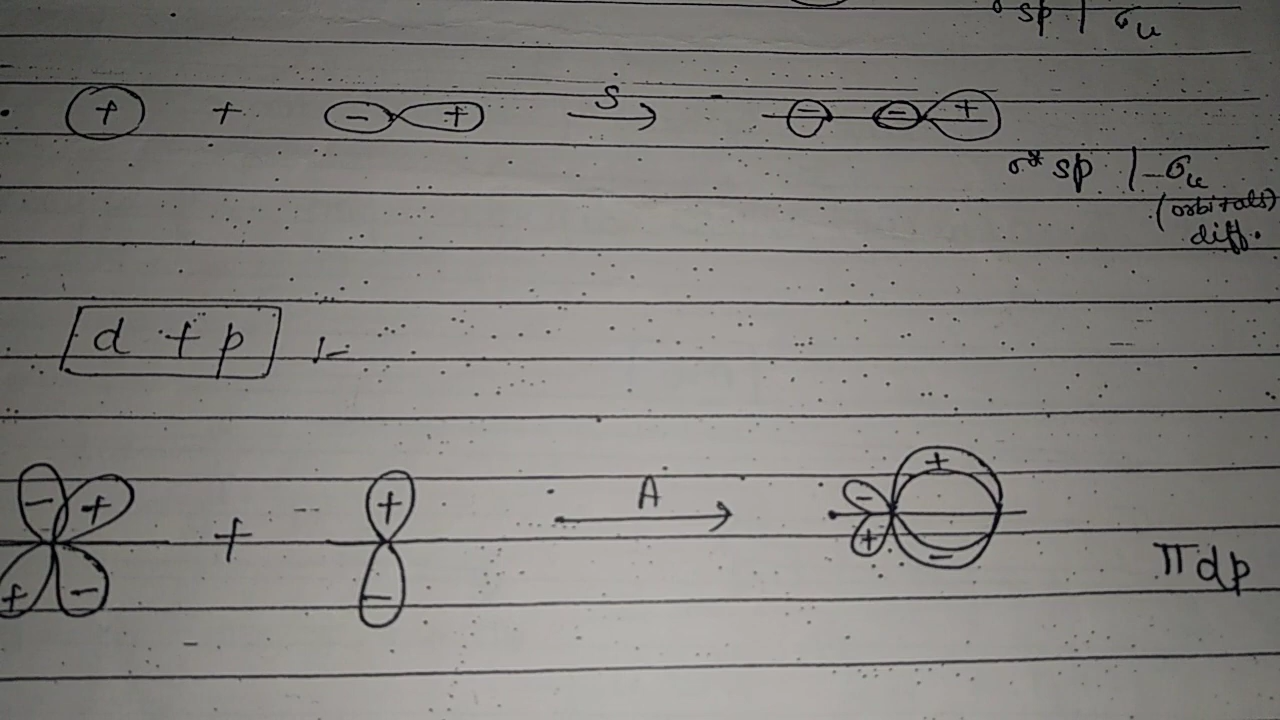 sp | σu
(+) + (-)(+) S→ (-) (-)(+)
σ* sp | σu
(orbitals)
diff.
d + p :-
- + + - + + - A→ - + + -
πdp